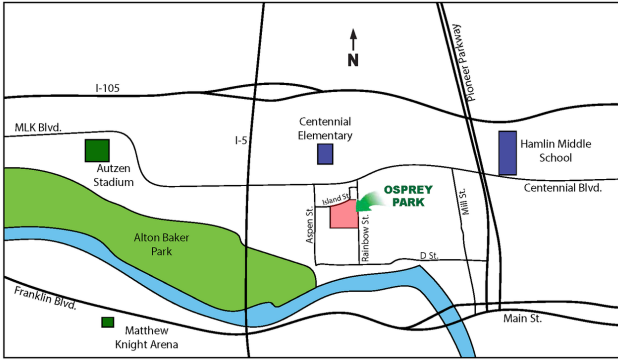 N
Pioneer Parkway
I-105
MLK Blvd.
Autzen
Stadium
I-5
Centennial
Elementary
Hamlin Middle
School
Centennial Blvd.
Island St.
OSPREY
PARK
Aspen St.
Rainbow St.
Mill St.
D St.
Alton Baker
Park
Franklin Blvd.
Matthew
Knight Arena
Main St.